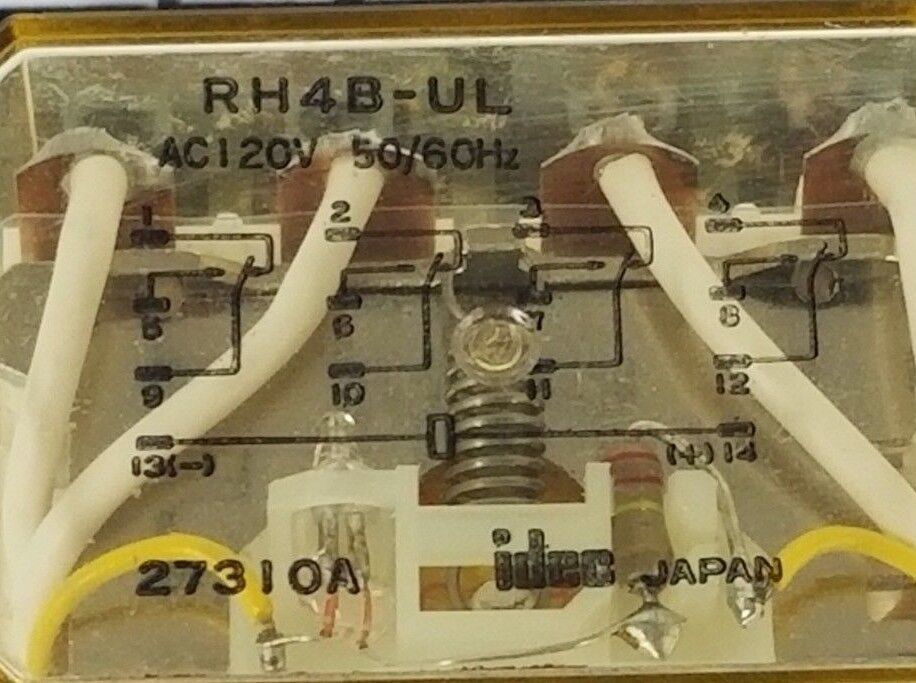 RH4B-UL
AC120V 50/60Hz
1 2 3 4
5 6 7 8
9 10 11 12
13(-) (+)14
27310A idec JAPAN